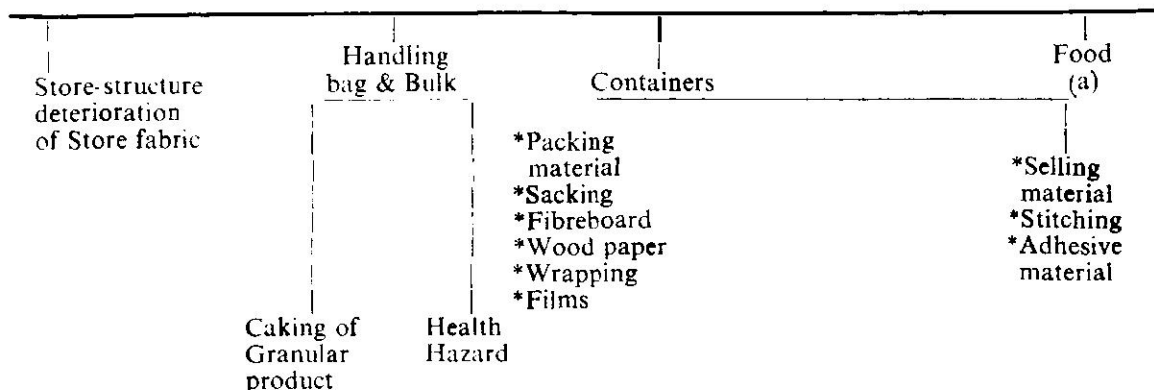 Store-structure
deterioration
of Store fabric
Handling
bag & Bulk
Caking of
Granular
product
Health
Hazard
Containers
*Packing
material
*Sacking
*Fibreboard
*Wood paper
*Wrapping
*Films
*Selling
material
*Stitching
*Adhesive
material
Food
(a)